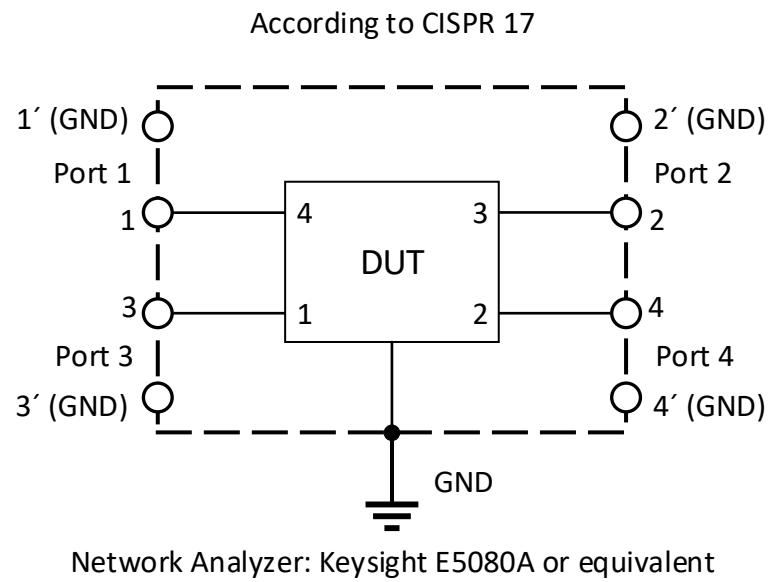 According to CISPR 17
1´ (GND)
2´ (GND)
Port 1
Port 2
1
4
3
2
DUT
3
1
2
4
Port 3
Port 4
3´ (GND)
4´ (GND)
GND
Network Analyzer: Keysight E5080A or equivalent